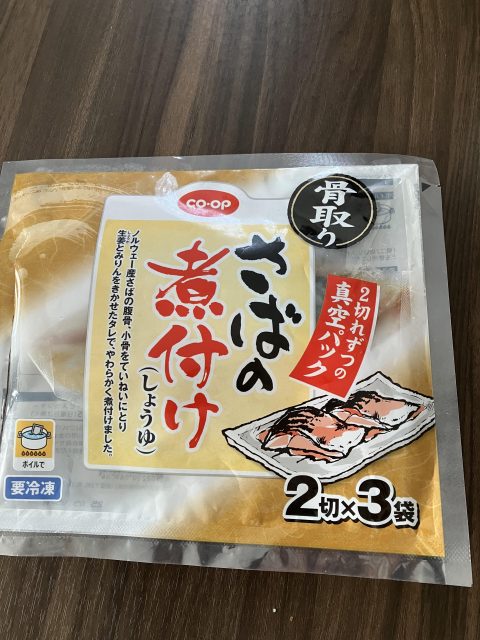 CO·OP
骨取り
さばの
煮付け
(しょうゆ)
ノルウェー産さばの腹骨、小骨をていねいにとり
生姜とみりんをきかせたタレで、やわらかく煮付けました。
2切れずつの
真空パック
ボイルで
要冷凍
2切×3袋